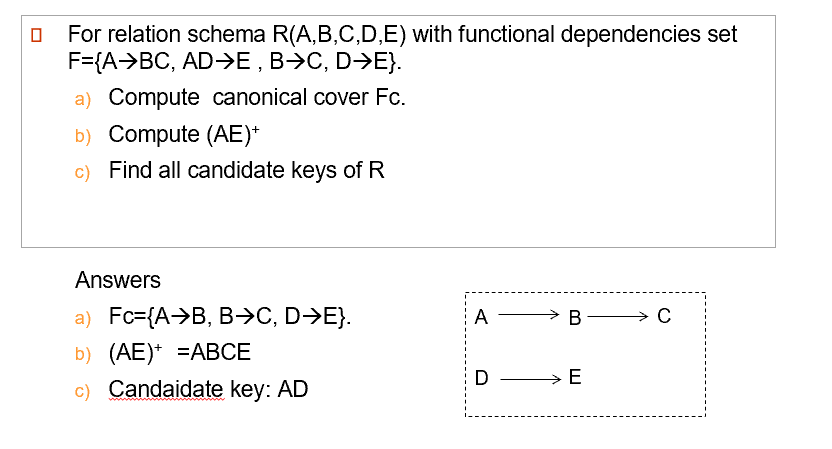 For relation schema R(A,B,C,D,E) with functional dependencies set
F={A→BC, AD→E , B→C, D→E}.
a) Compute canonical cover Fc.
b) Compute (AE)⁺
c) Find all candidate keys of R
Answers
a) Fc={A→B, B→C, D→E}.
b) (AE)⁺ =ABCE
c) Candaidate key: AD
A → B → C
D → E